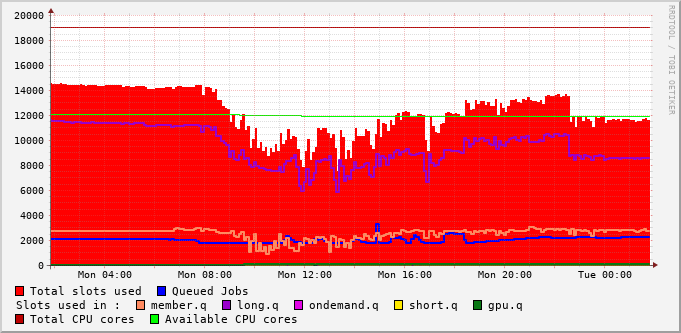 20000
18000
16000
14000
12000
10000
8000
6000
4000
2000
0
Mon 04:00 Mon 08:00 Mon 12:00 Mon 16:00 Mon 20:00 Tue 00:00
Total slots used Queued Jobs
Slots used in : member.q long.q ondemand.q short.q gpu.q
Total CPU cores Available CPU cores
RRDTOOL / TOBI OETIKER